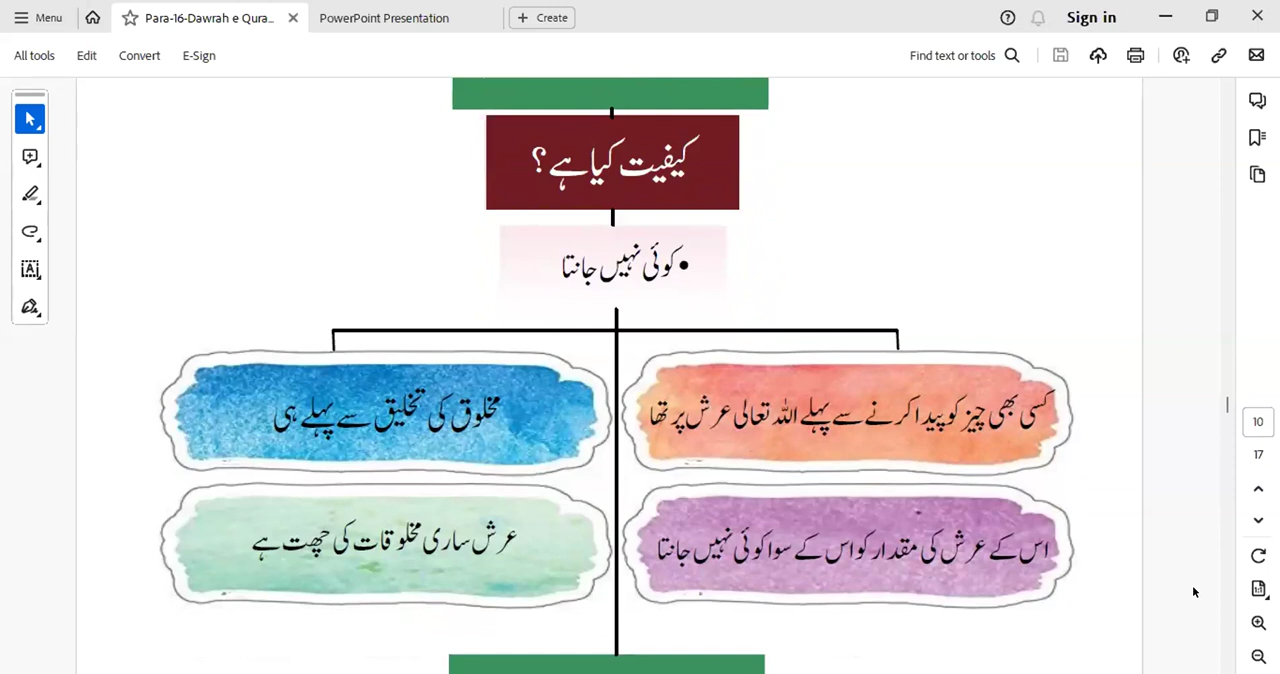 Menu
Para-16-Dawrah e Qura...
PowerPoint Presentation
Create
Sign in
All tools
Edit
Convert
E-Sign
Find text or tools
کیفیت کیا ہے؟
• کوئی نہیں جانتا
کسی بھی چیز کو پیدا کرنے سے پہلے اللہ تعالی عرش پر تھا
مخلوق کی تخلیق سے پہلے ہی
اس کے عرش کی مقدار کو اس کے سوا کوئی نہیں جانتا
عرش ساری مخلوقات کی چھت ہے
10
17